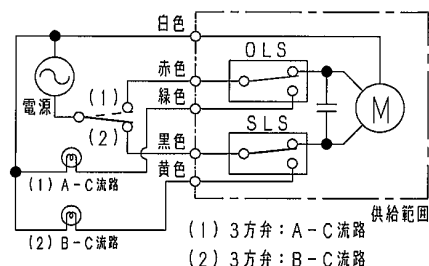 白色
赤色
OLS
緑色
(1)
電源
(2)
黒色
SLS
黄色
M
(1) A-C流路
(2) B-C流路
供給範囲
(1) 3方弁：A-C流路
(2) 3方弁：B-C流路